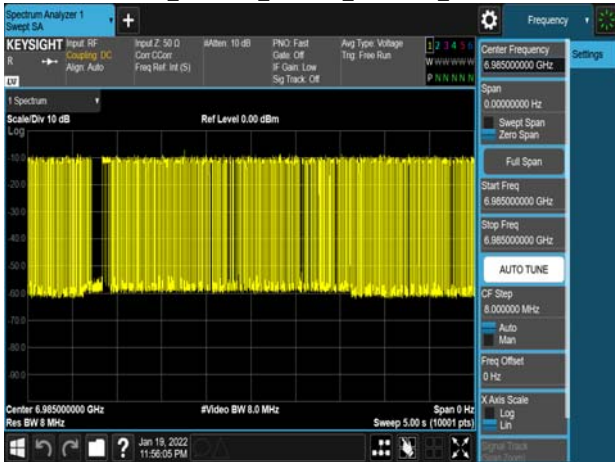 Spectrum Analyzer 1
Swept SA
Frequency
KEYSIGHT
Input: RF
Coupling: DC
Align: Auto
Input Z: 50 Ω
Corr CCorr
Freq Ref: Int (S)
#Atten: 10 dB
PNO: Fast
Gate: Off
IF Gain: Low
Sig Track: Off
Avg Type: Voltage
Trig: Free Run
1 2 3 4 5 6
W W W W W W
P N N N N N
R
LXI
Center Frequency
6.985000000 GHz
Settings
Span
0.00000000 Hz
Swept Span
Zero Span
Full Span
Start Freq
6.985000000 GHz
Stop Freq
6.985000000 GHz
AUTO TUNE
CF Step
8.000000 MHz
Auto
Man
Freq Offset
0 Hz
X Axis Scale
Log
Lin
Signal Track
(Span Zoom)
1 Spectrum
Scale/Div 10 dB
Ref Level 0.00 dBm
Log
-10.0
-20.0
-30.0
-40.0
-50.0
-60.0
-70.0
-80.0
-90.0
Center 6.985000000 GHz
#Video BW 8.0 MHz
Span 0 Hz
Res BW 8 MHz
Sweep 5.00 s (10001 pts)
?
Jan 19, 2022
11:56:05 PM